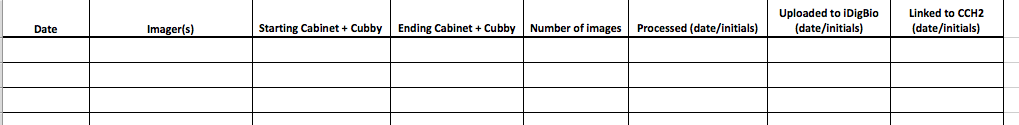 Date
Imager(s)
Starting Cabinet + Cubby
Ending Cabinet + Cubby
Number of images
Processed (date/initials)
Uploaded to iDigBio
(date/initials)
Linked to CCH2
(date/initials)